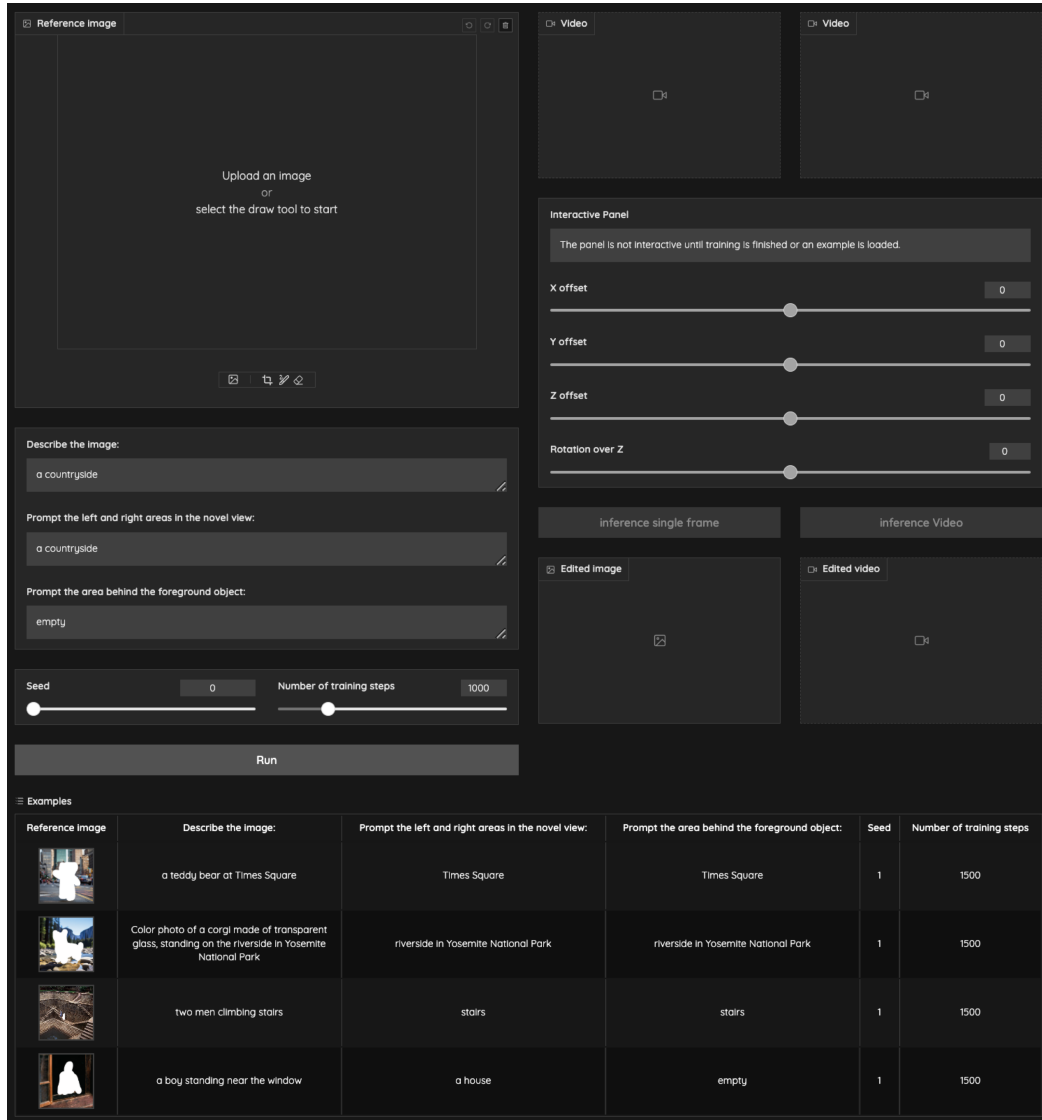 Reference image
Upload an image
or
select the draw tool to start
Describe the image:
a countryside
Prompt the left and right areas in the novel view:
a countryside
Prompt the area behind the foreground object:
empty
Seed
0
Number of training steps
1000
Run
Video
Video
Interactive Panel
The panel is not interactive until training is finished or an example is loaded.
X offset
0
Y offset
0
Z offset
0
Rotation over Z
0
inference single frame
inference Video
Edited image
Edited video
Examples
Reference image Describe the image: Prompt the left and right areas in the novel view: Prompt the area behind the foreground object: Seed Number of training steps
a teddy bear at Times Square Times Square Times Square 1 1500
Color photo of a corgi made of transparent
glass, standing on the riverside in Yosemite
National Park
riverside in Yosemite National Park riverside in Yosemite National Park 1 1500
two men climbing stairs stairs stairs 1 1500
a boy standing near the window a house empty 1 1500